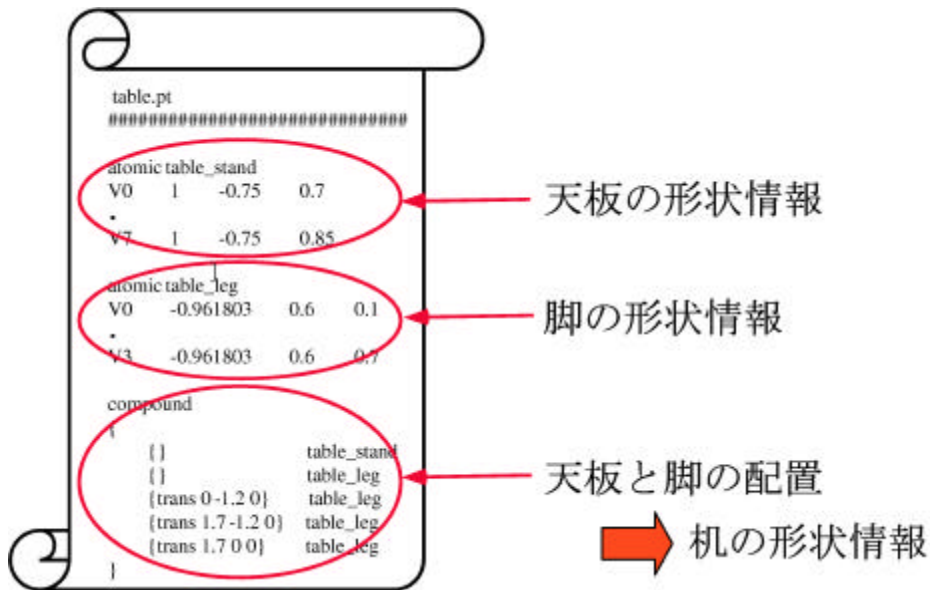 table.pt
##############################
atomic table_stand
V0 1 -0.75 0.7
.
V7 1 -0.75 0.85
天板の形状情報
atomic table_leg
V0 -0.961803 0.6 0.1
.
V3 -0.961803 0.6 0.7
脚の形状情報
compound
{
{} table_stand
{} table_leg
{trans 0 -1.2 0} table_leg
{trans 1.7 -1.2 0} table_leg
{trans 1.7 0 0} table_leg
}
天板と脚の配置
机の形状情報